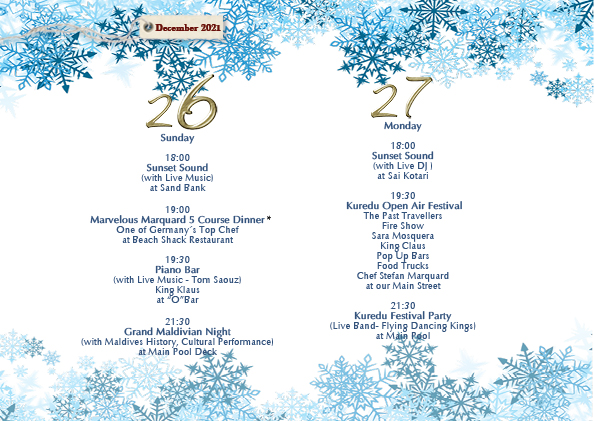 December 2021
26
Sunday
18:00
Sunset Sound
(with Live Music)
at Sand Bank
19:00
Marvelous Marquard 5 Course Dinner*
One of Germany´s Top Chef
at Beach Shack Restaurant
19:30
Piano Bar
(with Live Music - Tom Saouz)
King Klaus
at "O"Bar
21:30
Grand Maldivian Night
(with Maldives History, Cultural Performance)
at Main Pool Deck
27
Monday
18:00
Sunset Sound
(with Live DJ )
at Sai Kotari
19:30
Kuredu Open Air Festival
The Past Travellers
Fire Show
Sara Mosquera
King Claus
Pop Up Bars
Food Trucks
Chef Stefan Marquard
at our Main Street
21:30
Kuredu Festival Party
(Live Band- Flying Dancing Kings)
at Main Pool